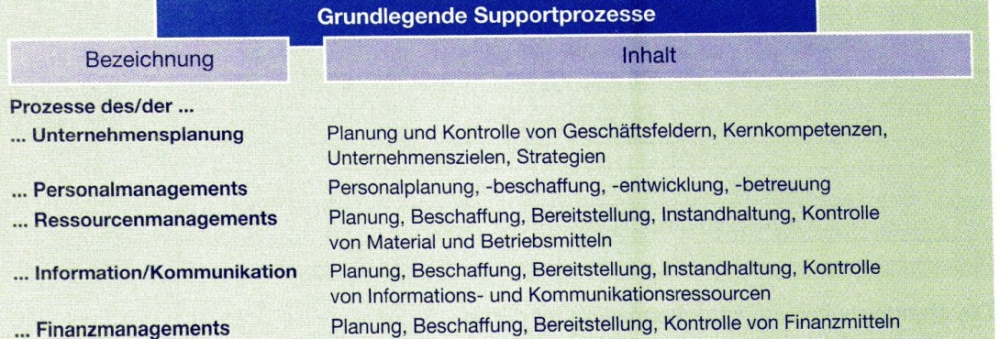 Grundlegende Supportprozesse
Bezeichnung Inhalt
Prozesse des/der ...
... Unternehmensplanung Planung und Kontrolle von Geschäftsfeldern, Kernkompetenzen,
Unternehmenszielen, Strategien
... Personalmanagements Personalplanung, -beschaffung, -entwicklung, -betreuung
... Ressourcenmanagements Planung, Beschaffung, Bereitstellung, Instandhaltung, Kontrolle
von Material und Betriebsmitteln
... Information/Kommunikation Planung, Beschaffung, Bereitstellung, Instandhaltung, Kontrolle
von Informations- und Kommunikationsressourcen
... Finanzmanagements Planung, Beschaffung, Bereitstellung, Kontrolle von Finanzmitteln